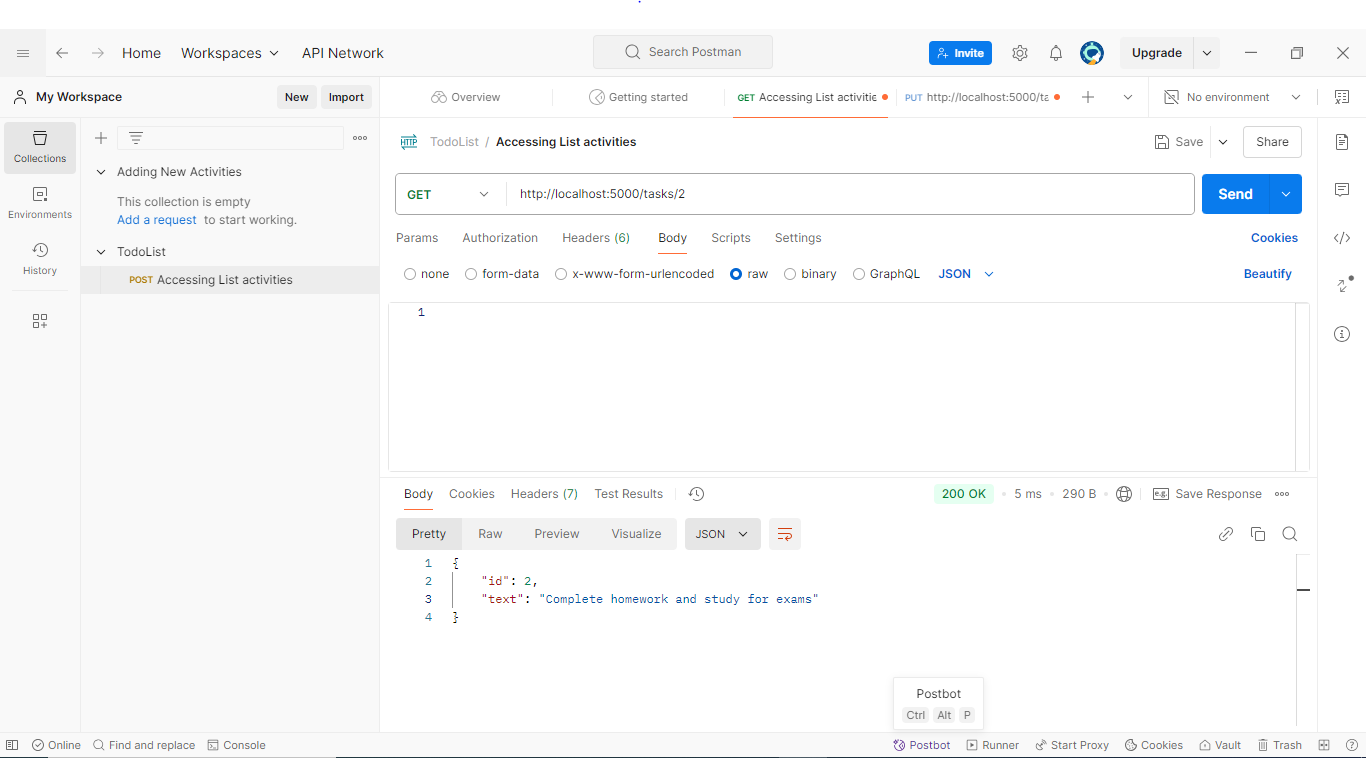 Home Workspaces API Network Search Postman Invite Upgrade
My Workspace New Import Overview Getting started GET Accessing List activitie PUT http://localhost:5000/ta No environment
Collections
Environments
History
Adding New Activities
This collection is empty
Add a request to start working.
TodoList
POST Accessing List activities
HTTP TodoList / Accessing List activities Save Share
GET http://localhost:5000/tasks/2 Send
Params Authorization Headers (6) Body Scripts Settings Cookies
none form-data x-www-form-urlencoded raw binary GraphQL JSON Beautify
1
Body Cookies Headers (7) Test Results 200 OK 5 ms 290 B e.g. Save Response
Pretty Raw Preview Visualize JSON
1 {
2 "id": 2,
3 "text": "Complete homework and study for exams"
4 }
Postbot
Ctrl Alt P
Online Find and replace Console Postbot Runner Start Proxy Cookies Vault Trash